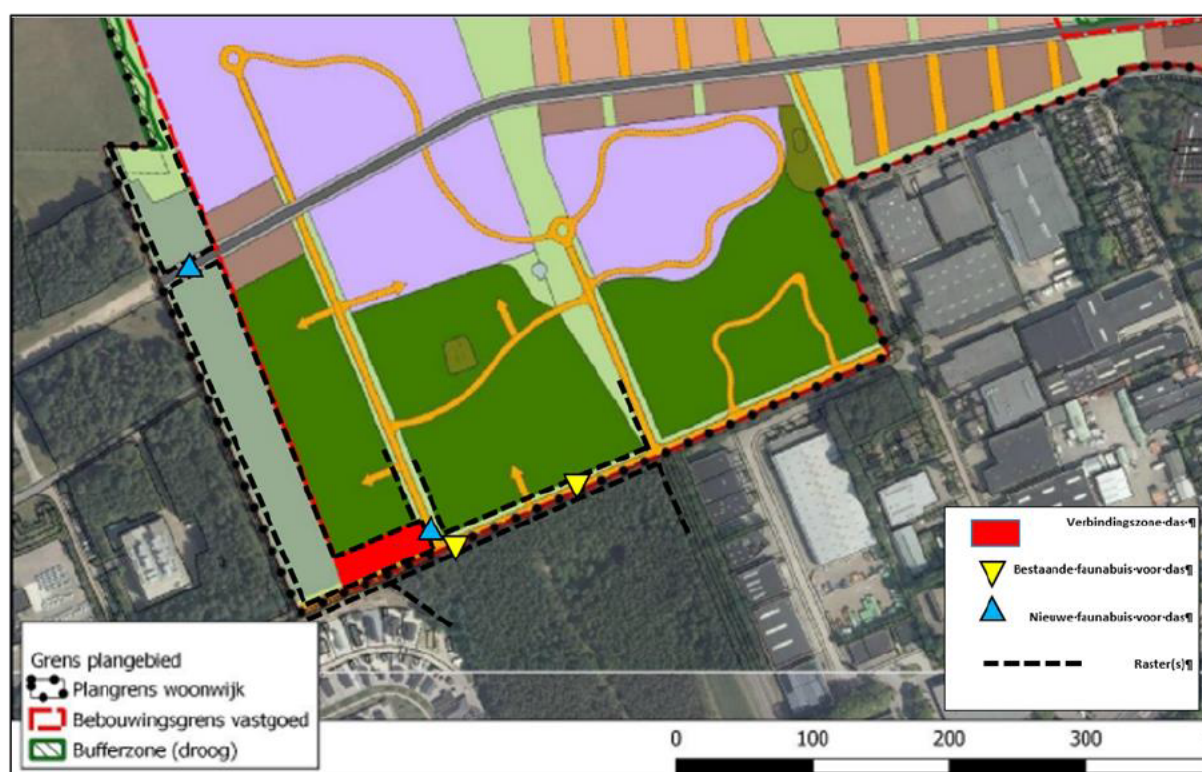 Verbindingszone·das·¶
Bestaande·faunabuis·voor·das¶
Nieuwe·faunabuis·voor·das¶
Raster(s)¶
Grens plangebied
Plangrens woonwijk
Bebouwingsgrens vastgoed
Bufferzone (droog)
0 100 200 300